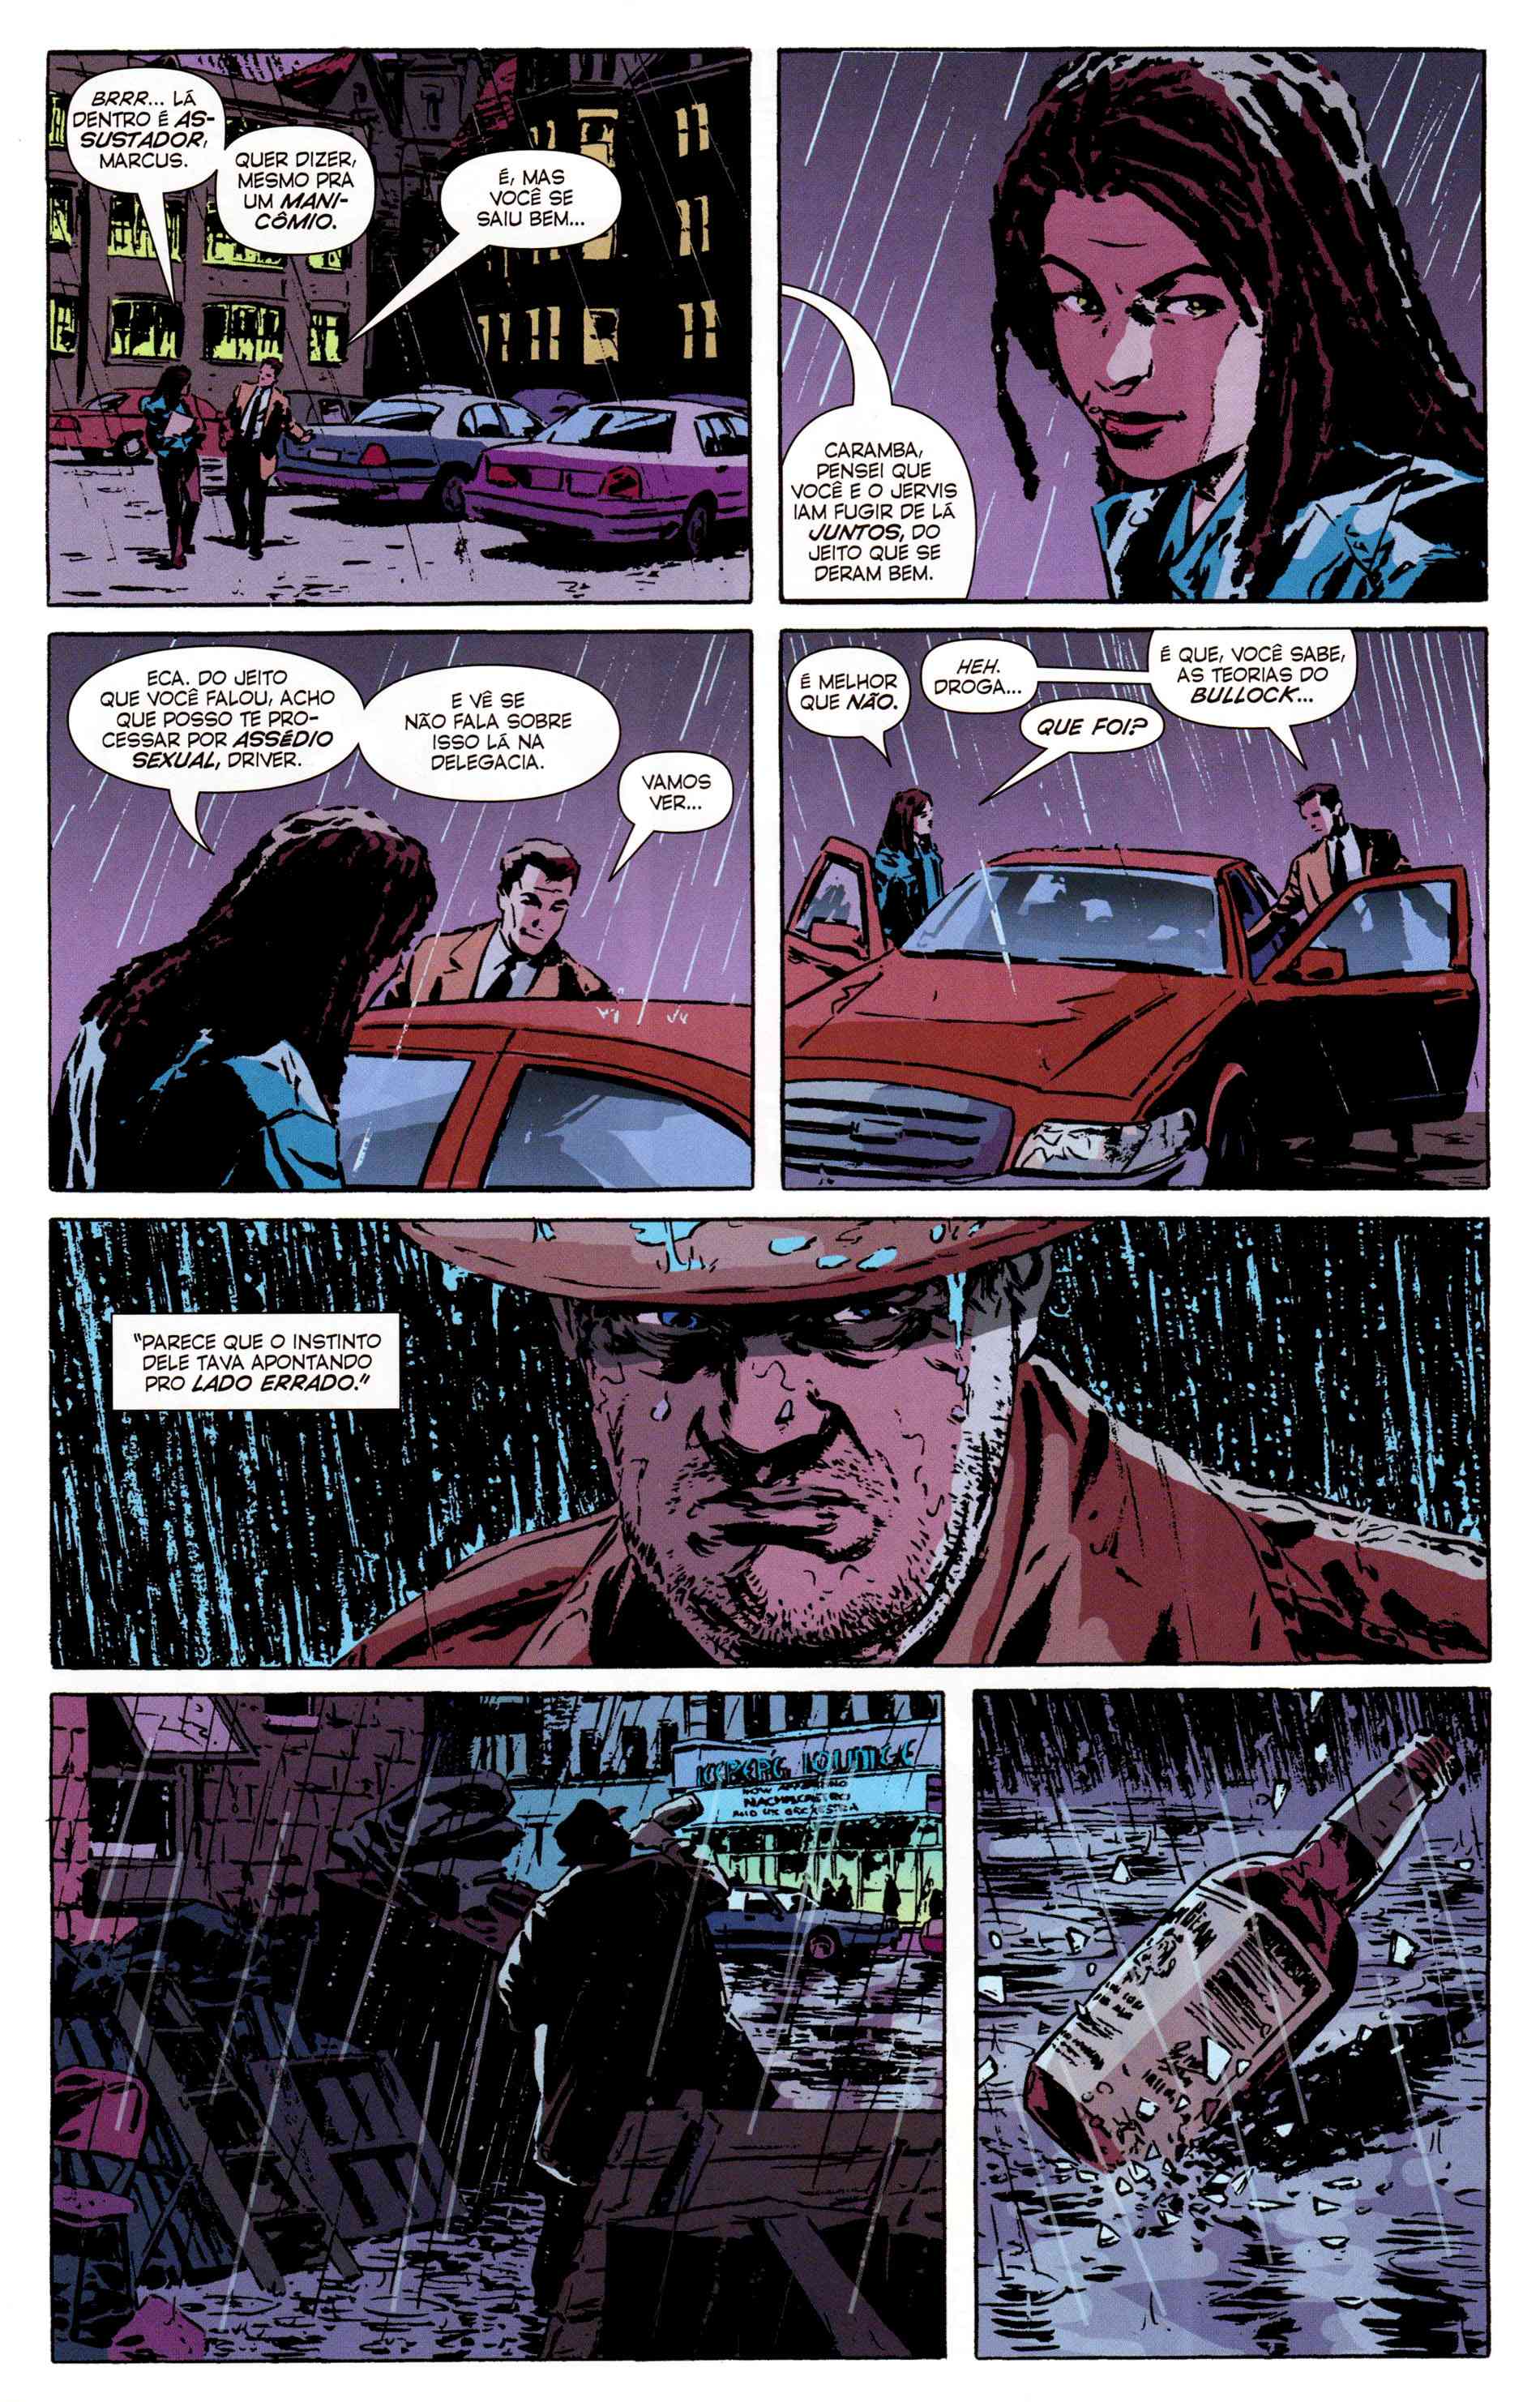 BRRR... LÁ
DENTRO É AS-
SUSTADOR,
MARCUS.
QUER DIZER,
MESMO PRA
UM MANI-
CÔMIO.
É, MAS
VOCÊ SE
SAIU BEM...
CARAMBA,
PENSEI QUE
VOCÊ E O JERVIS
IAM FUGIR DE LÁ
JUNTOS, DO
JEITO QUE SE
DERAM BEM.
ECA. DO JEITO
QUE VOCÊ FALOU, ACHO
QUE POSSO TE PRO-
CESSAR POR ASSÉDIO
SEXUAL, DRIVER.
E VÊ SE
NÃO FALA SOBRE
ISSO LÁ NA
DELEGACIA.
VAMOS
VER...
É MELHOR
QUE NÃO.
HEH.
DROGA...
QUE FOI?
É QUE, VOCÊ SABE,
AS TEORIAS DO
BULLOCK...
"PARECE QUE O INSTINTO
DELE TAVA APONTANDO
PRO LADO ERRADO."
ICEBERG LOUNGE